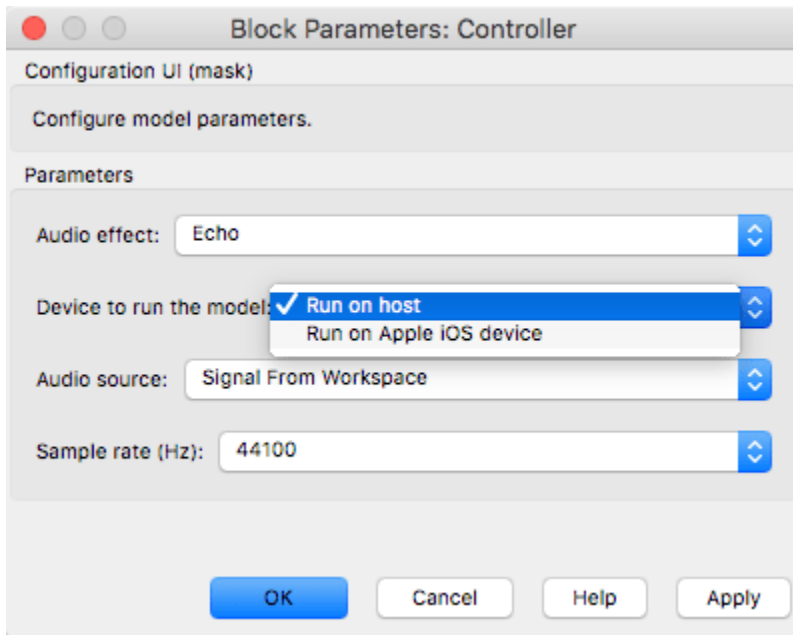 Block Parameters: Controller
Configuration UI (mask)
Configure model parameters.
Parameters
Audio effect: Echo
Device to run the model: Run on host
Run on Apple iOS device
Audio source: Signal From Workspace
Sample rate (Hz): 44100
OK Cancel Help Apply